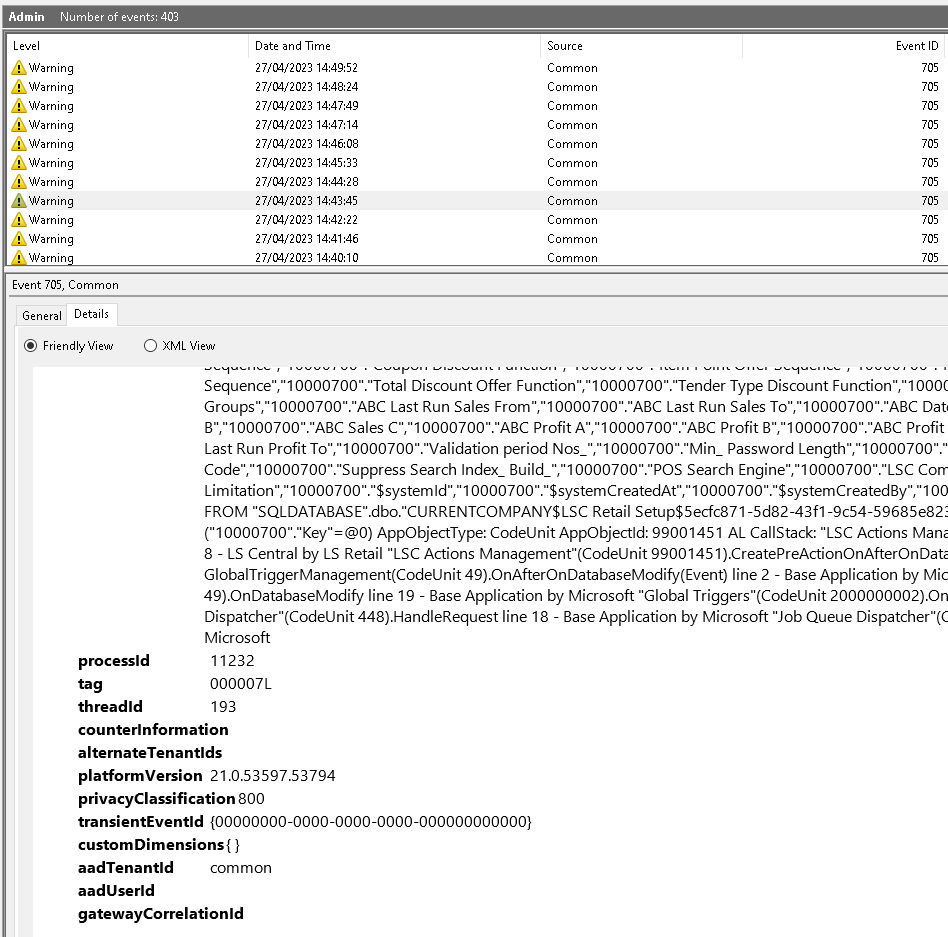 Admin Number of events: 403
Level Date and Time Source Event ID
Warning 27/04/2023 14:49:52 Common 705
Warning 27/04/2023 14:48:24 Common 705
Warning 27/04/2023 14:47:49 Common 705
Warning 27/04/2023 14:47:14 Common 705
Warning 27/04/2023 14:46:08 Common 705
Warning 27/04/2023 14:45:33 Common 705
Warning 27/04/2023 14:44:28 Common 705
Warning 27/04/2023 14:43:45 Common 705
Warning 27/04/2023 14:42:22 Common 705
Warning 27/04/2023 14:41:46 Common 705
Warning 27/04/2023 14:40:10 Common 705
Event 705, Common
General Details
Friendly View XML View
Sequence","10000700"."Coupon Discount Function","10000700"."Item Point Offer Sequence","10000700"."
Sequence","10000700"."Total Discount Offer Function","10000700"."Tender Type Discount Function","1000
Groups","10000700"."ABC Last Run Sales From","10000700"."ABC Last Run Sales To","10000700"."ABC Dat
B","10000700"."ABC Sales C","10000700"."ABC Profit A","10000700"."ABC Profit B","10000700"."ABC Profit
Last Run Profit To","10000700"."Validation period Nos_","10000700"."Min_ Password Length","10000700"."
Code","10000700"."Suppress Search Index_ Build_","10000700"."POS Search Engine","10000700"."LSC Com
Limitation","10000700"."$systemId","10000700"."$systemCreatedAt","10000700"."$systemCreatedBy","100
FROM "SQLDATABASE".dbo."CURRENTCOMPANY$LSC Retail Setup$5ecfc871-5d82-43f1-9c54-59685e823
("10000700"."Key"=@0) AppObjectType: CodeUnit AppObjectId: 99001451 AL CallStack: "LSC Actions Mana
8 - LS Central by LS Retail "LSC Actions Management"(CodeUnit 99001451).CreatePreActionOnAfterOnData
GlobalTriggerManagement(CodeUnit 49).OnAfterOnDatabaseModify(Event) line 2 - Base Application by Mic
49).OnDatabaseModify line 19 - Base Application by Microsoft "Global Triggers"(CodeUnit 2000000002).On
Dispatcher"(CodeUnit 448).HandleRequest line 18 - Base Application by Microsoft "Job Queue Dispatcher"(C
Microsoft
processId 11232
tag 000007L
threadId 193
counterInformation
alternateTenantIds
platformVersion 21.0.53597.53794
privacyClassification 800
transientEventId {00000000-0000-0000-0000-000000000000}
customDimensions { }
aadTenantId common
aadUserId
gatewayCorrelationId